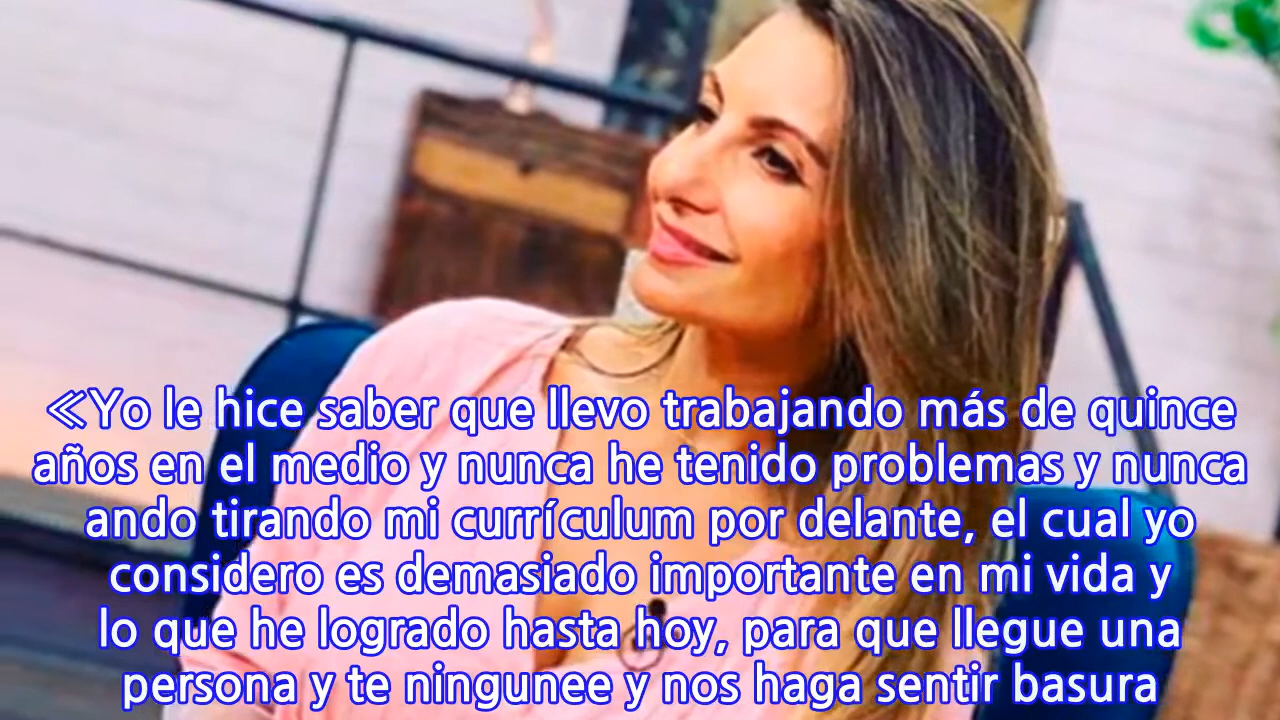 ≪Yo le hice saber que llevo trabajando más de quince
años en el medio y nunca he tenido problemas y nunca
ando tirando mi currículum por delante, el cual yo
considero es demasiado importante en mi vida y
lo que he logrado hasta hoy, para que llegue una
persona y te ningunee y nos haga sentir basura